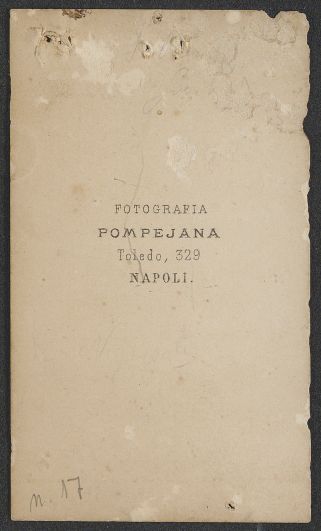 FOTOGRAFIA
POMPEJANA
Toledo, 329
NAPOLI.
n. 17